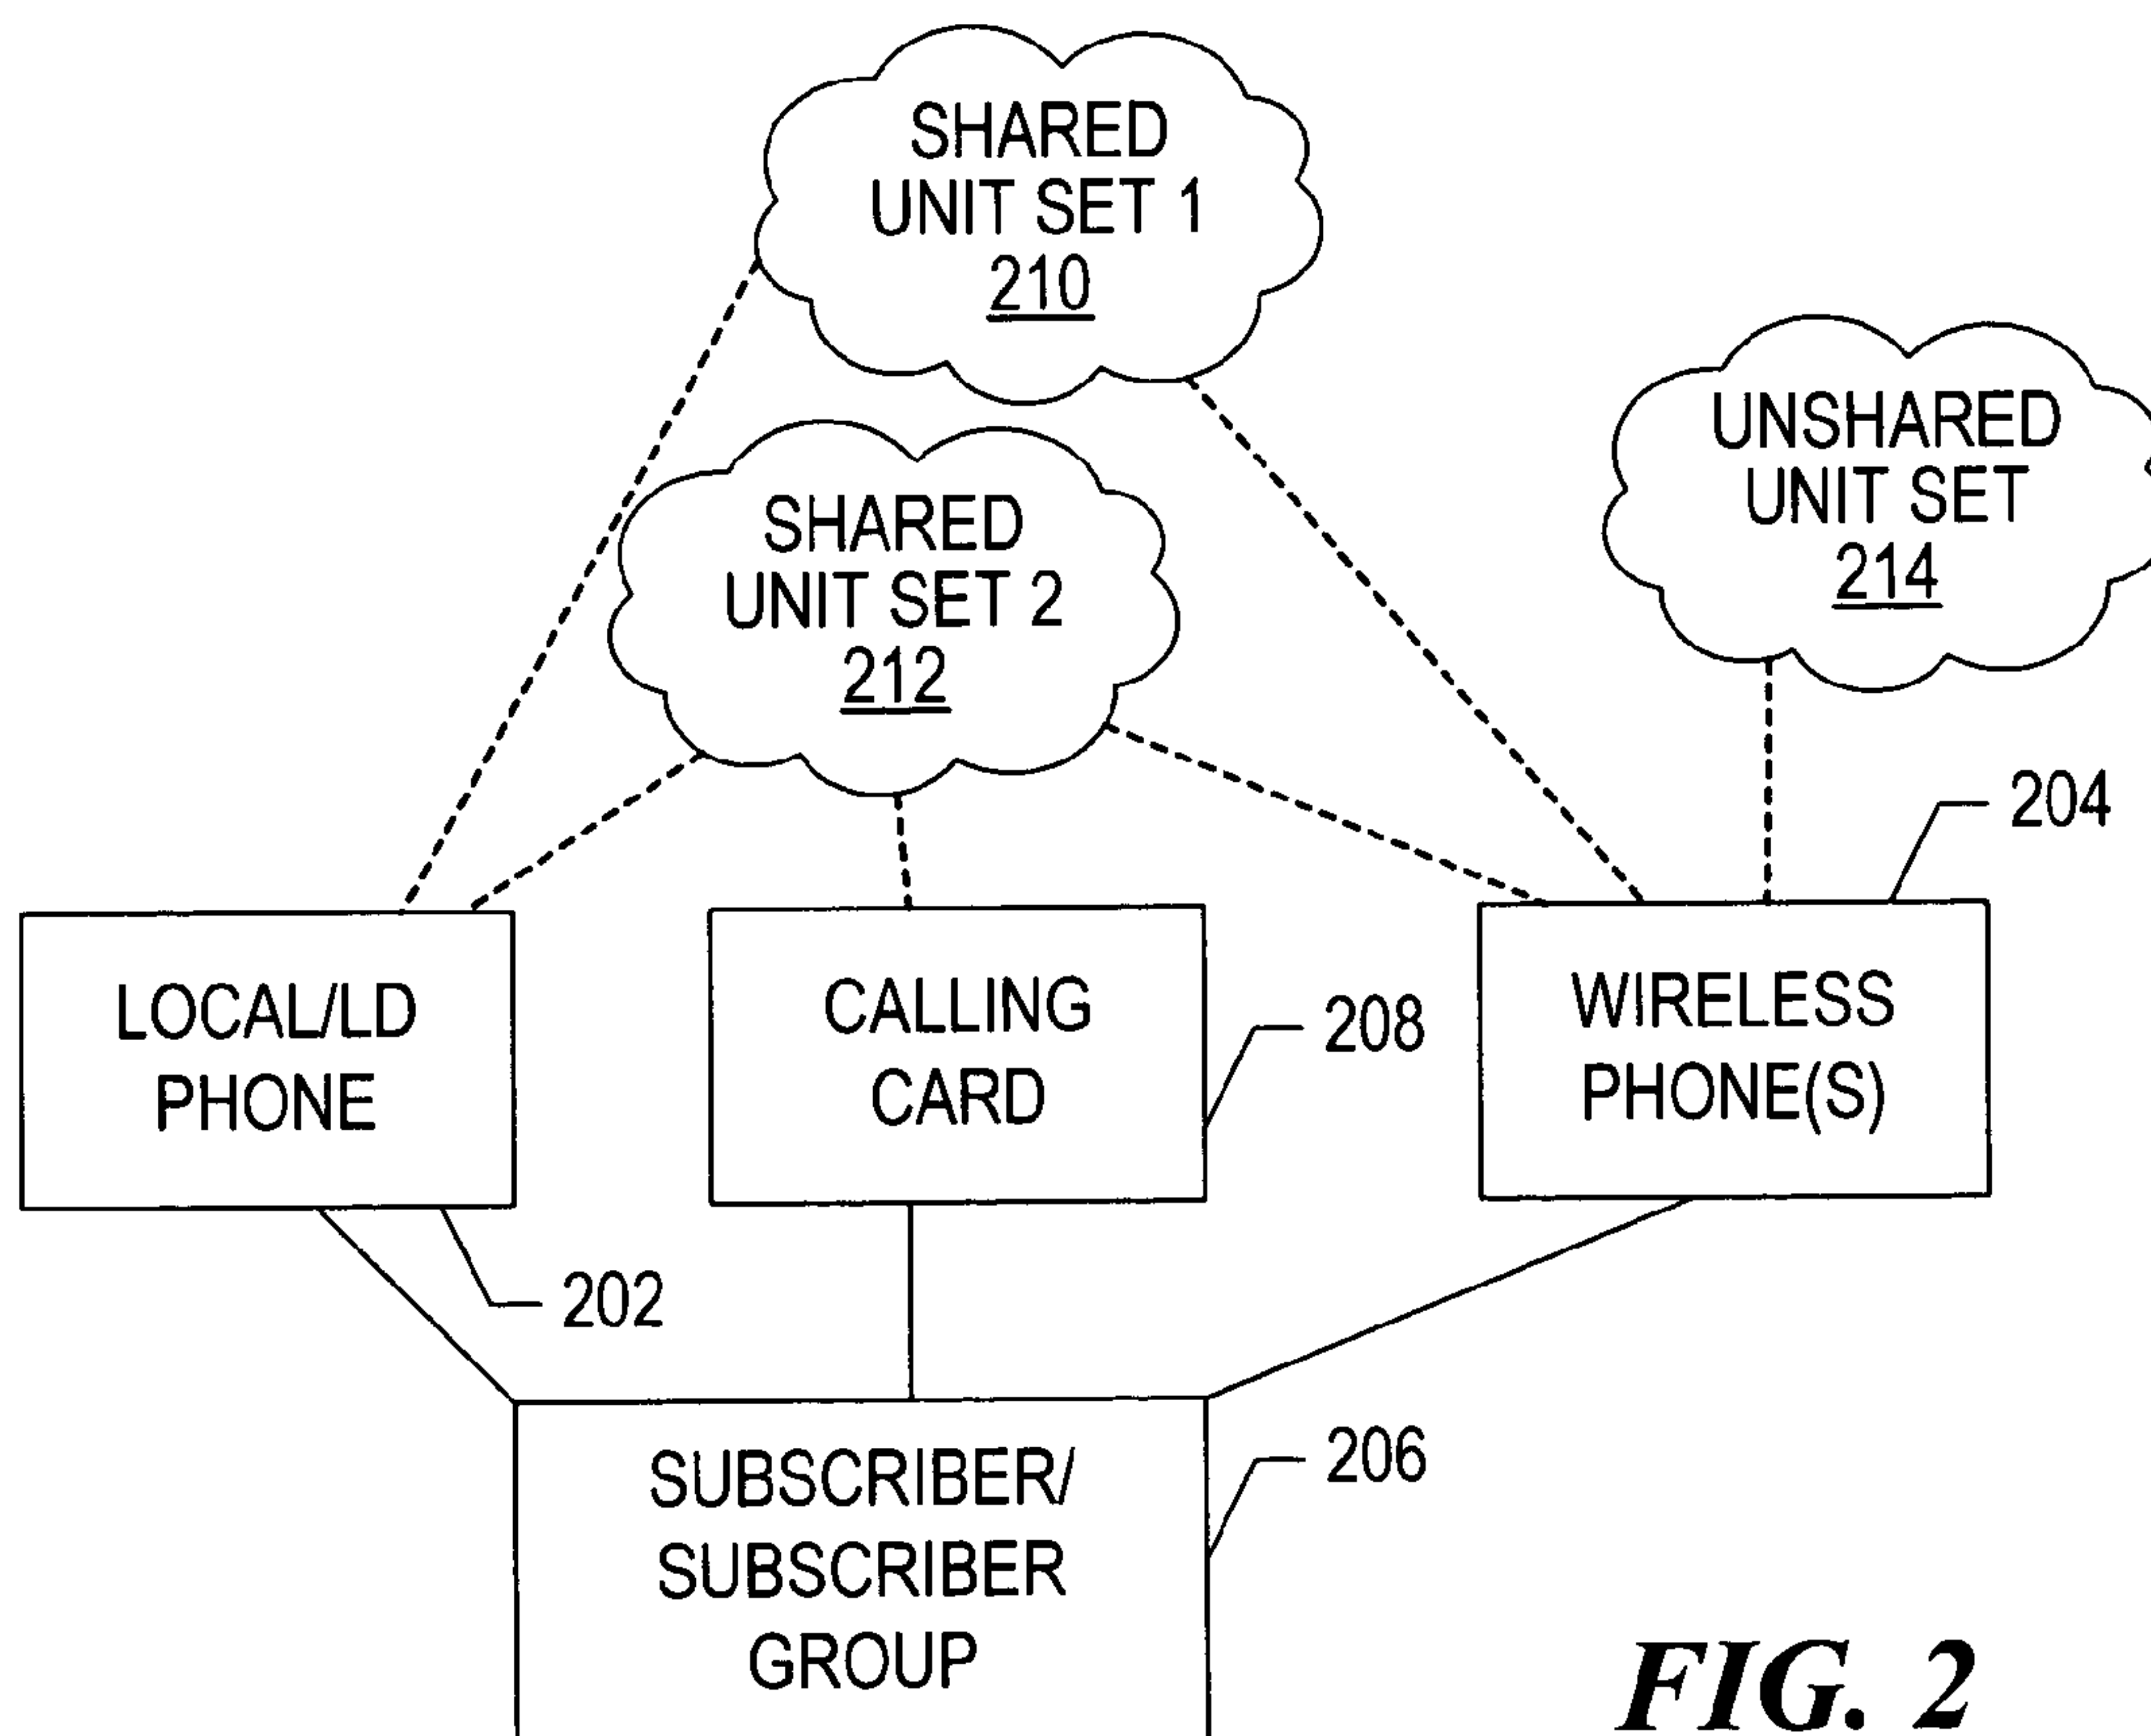 SHARED
UNIT SET 1
210
UNSHARED
UNIT SET
214
SHARED
UNIT SET 2
212
204
LOCAL/LD
PHONE
CALLING
CARD
208
WIRELESS
PHONE(S)
202
SUBSCRIBER/
SUBSCRIBER
GROUP
206
FIG. 2